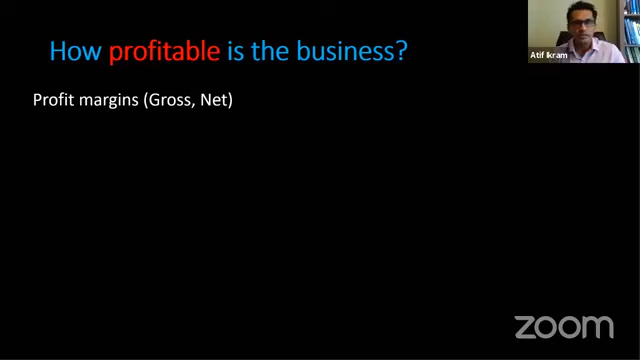 How profitable is the business?
Atif Ikram
Profit margins (Gross, Net)
zoom